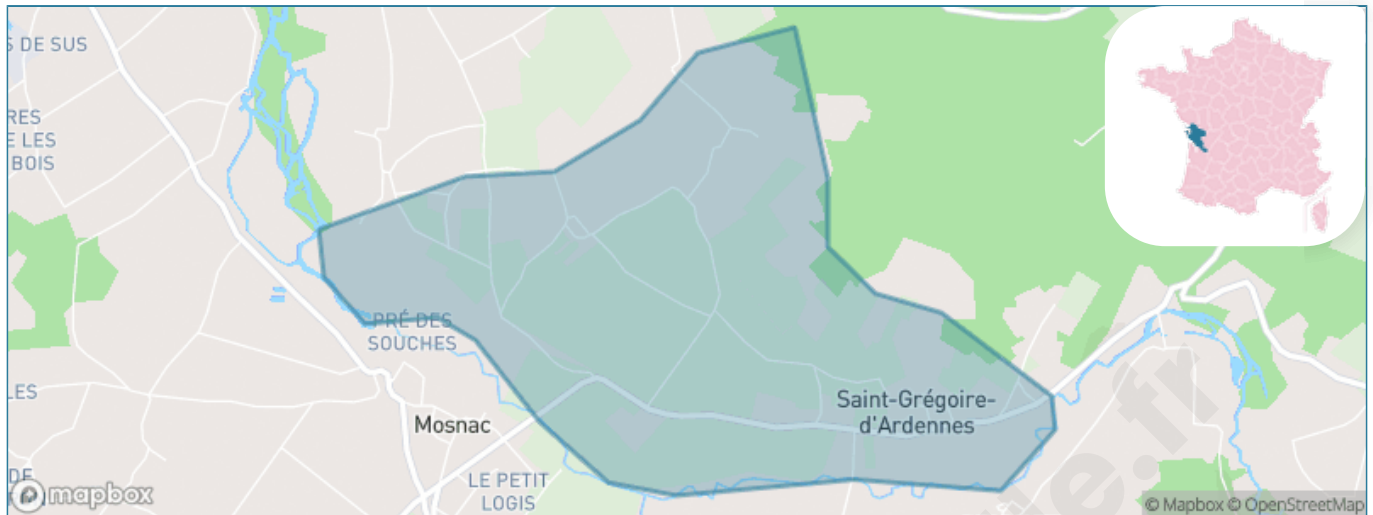 S DE SUS
RES
E LES
BOIS
PRÉ DES
SOUCHES
LES
Saint-Grégoire-
d'Ardennes
Mosnac
DE
LE PETIT
LOGIS
mapbox
© Mapbox © OpenStreetMap